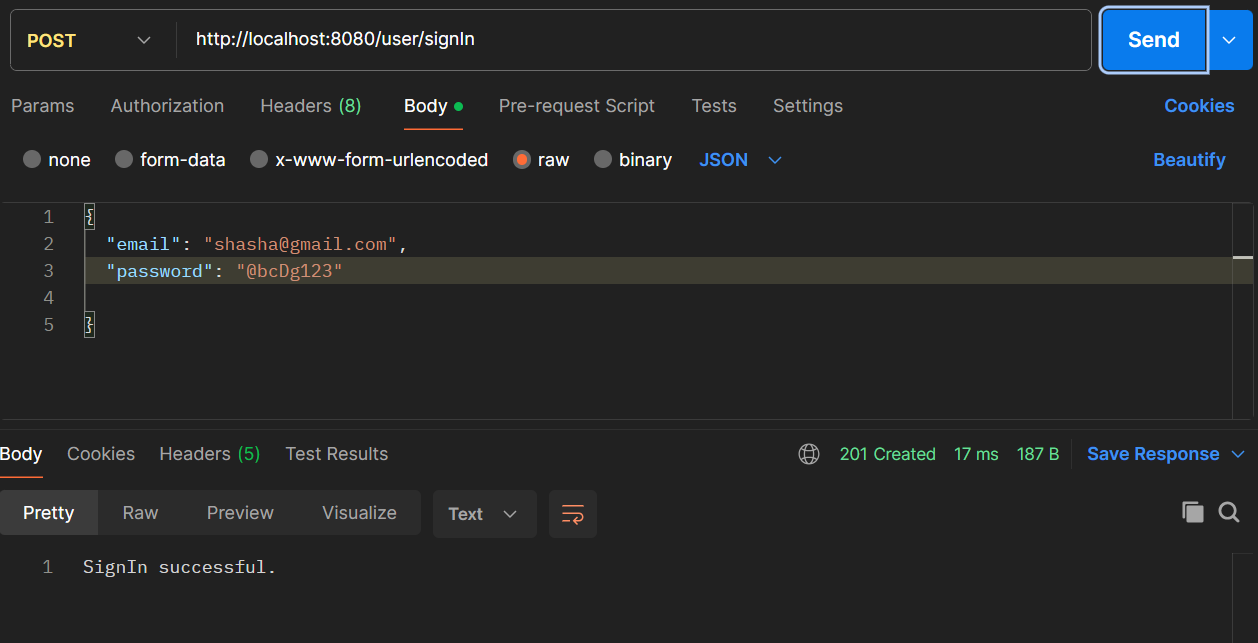 POST http://localhost:8080/user/signIn Send
Params Authorization Headers (8) Body Pre-request Script Tests Settings Cookies
none form-data x-www-form-urlencoded raw binary JSON Beautify
1 {
2 "email": "shasha@gmail.com",
3 "password": "@bcDg123"
4
5 }
Body Cookies Headers (5) Test Results 201 Created 17 ms 187 B Save Response
Pretty Raw Preview Visualize Text
1 SignIn successful.